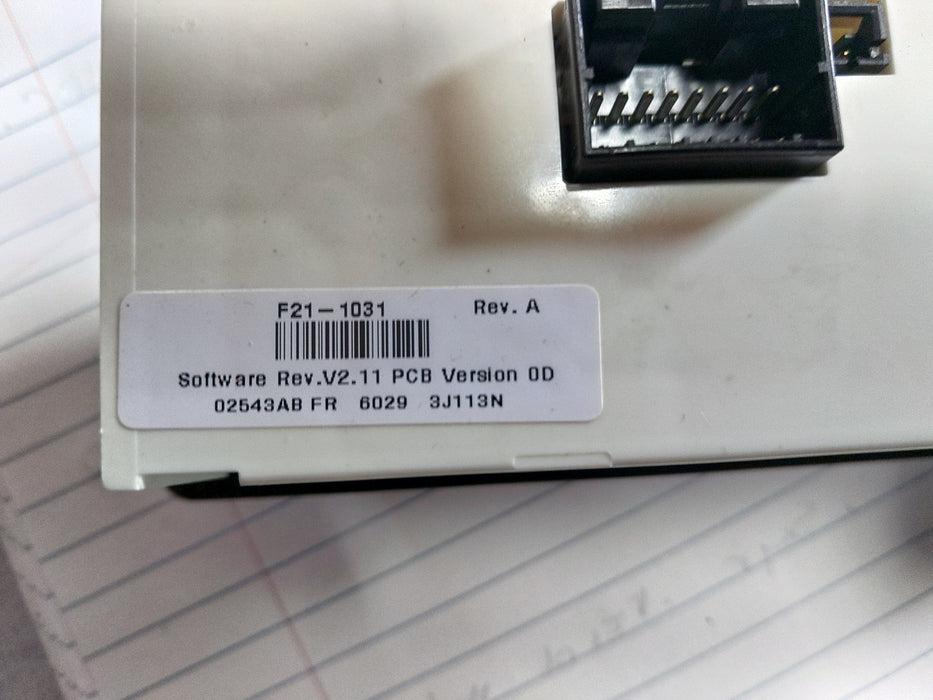 F21-1031 Rev. A
Software Rev.V2.11 PCB Version 0D
02543AB FR 6029 3J113N